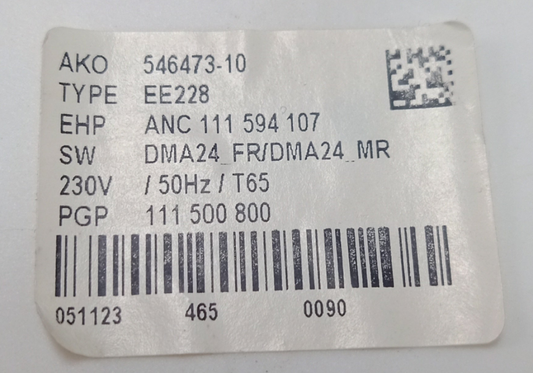 AKO 546473-10
TYPE EE228
EHP ANC 111 594 107
SW DMA24_FR/DMA24_MR
230V / 50Hz / T65
PGP 111 500 800
051123 465 0090